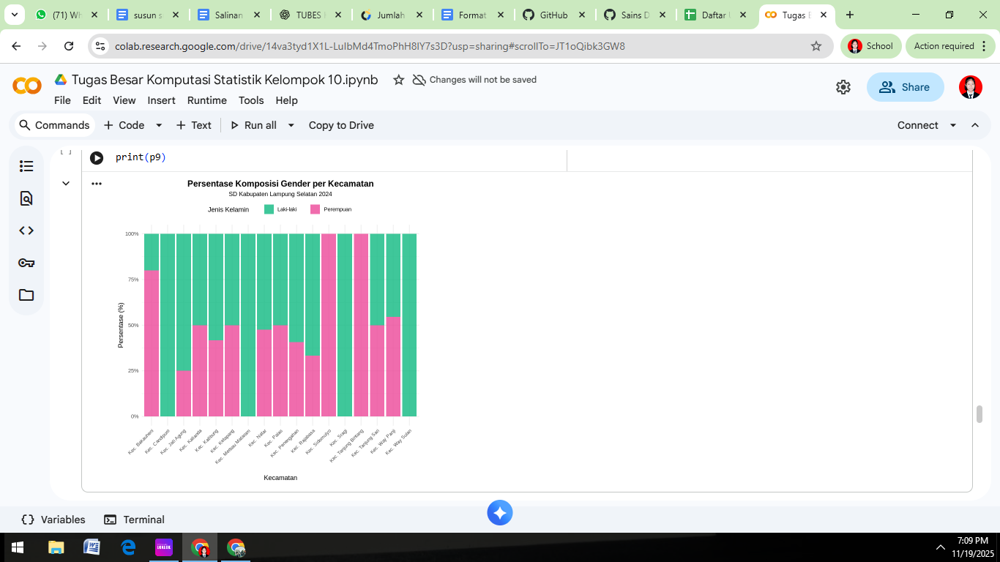 (71) Wh
susun s
Salinan
TUBES
Jumlah
Format
GitHub
Sains D
Daftar
Tugas B
colab.research.google.com/drive/14va3tyd1X1L-LuIbMd4TmoPhH8IY7s3D?usp=sharing#scrollTo=JT1oQibk3GW8
School
Action required
Tugas Besar Komputasi Statistik Kelompok 10.ipynb
Changes will not be saved
Share
File Edit View Insert Runtime Tools Help
Commands + Code + Text Run all Copy to Drive
Connect
[ ]
print(p9)
Persentase Komposisi Gender per Kecamatan
SD Kabupaten Lampung Selatan 2024
Jenis Kelamin Laki-laki Perempuan
100%
75%
50%
25%
0%
Persentase (%)
Kec. Bakauheni
Kec. Candipuro
Kec. Jati Agung
Kec. Kalianda
Kec. Katibung
Kec. Ketapang
Kec. Merbau Mataram
Kec. Natar
Kec. Palas
Kec. Penengahan
Kec. Rajabasa
Kec. Sidomulyo
Kec. Sragi
Kec. Tanjung Bintang
Kec. Tanjung Sari
Kec. Way Panji
Kec. Way Sulan
Kecamatan
Variables
Terminal
7:09 PM
11/19/2025